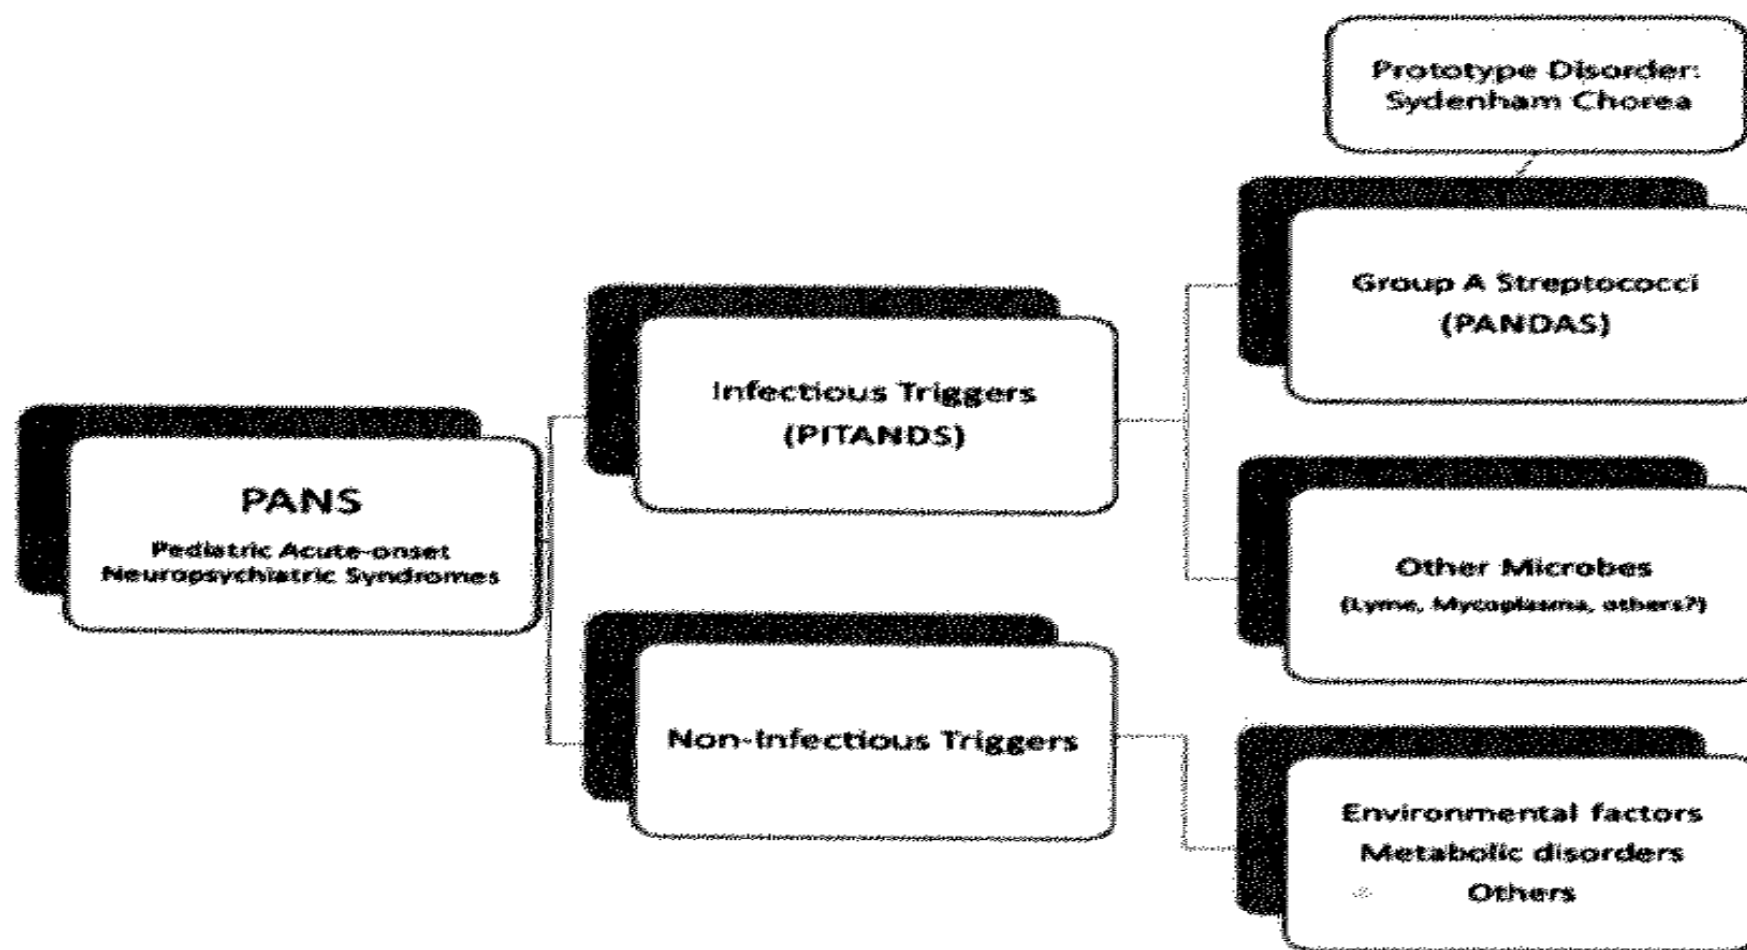 Prototype Disorder:
Sydenham Chorea
Group A Streptococci
(PANDAS)
Infectious Triggers
(PITANDS)
PANS
Pediatric Acute-onset
Neuropsychiatric Syndromes
Other Microbes
(Lyme, Mycoplasma, others?)
Non-Infectious Triggers
Environmental factors
Metabolic disorders
Others